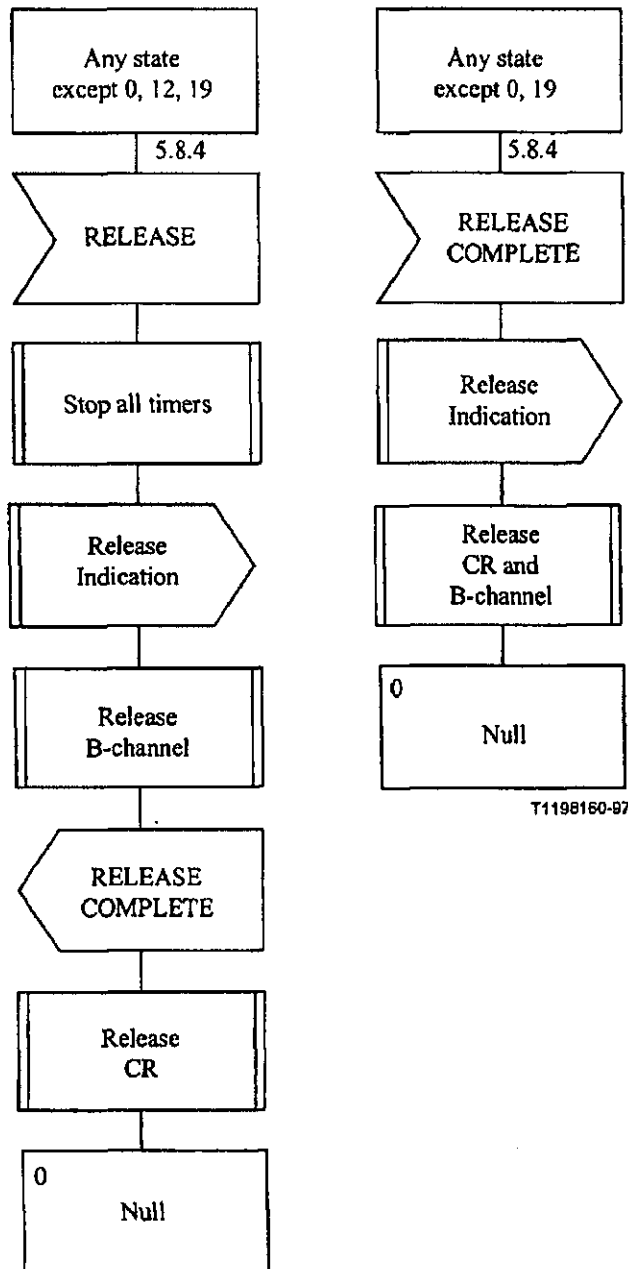 Any state
except 0, 12, 19
5.8.4
RELEASE
Stop all timers
Release
Indication
Release
B-channel
RELEASE
COMPLETE
Release
CR
0
Null
Any state
except 0, 19
5.8.4
RELEASE
COMPLETE
Release
Indication
Release
CR and
B-channel
0
Null
T1198160-97